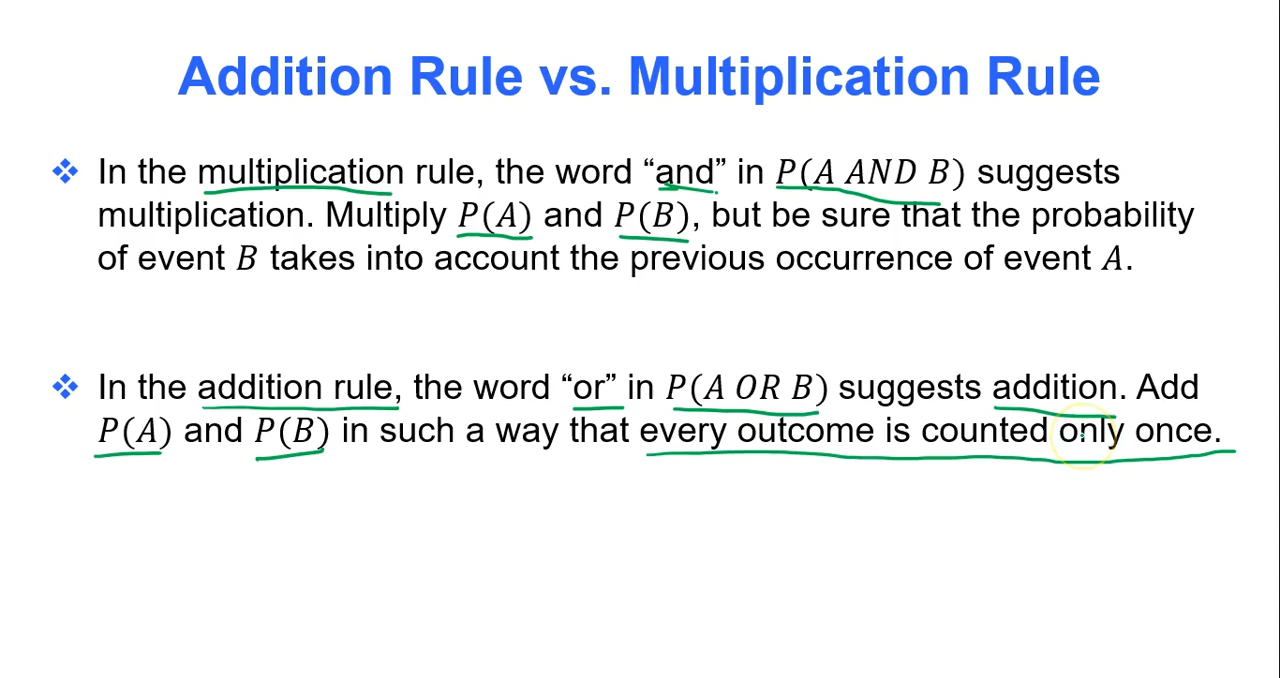 Addition Rule vs. Multiplication Rule
❖ In the multiplication rule, the word “and” in P(A AND B) suggests
multiplication. Multiply P(A) and P(B), but be sure that the probability
of event B takes into account the previous occurrence of event A.
❖ In the addition rule, the word “or” in P(A OR B) suggests addition. Add
P(A) and P(B) in such a way that every outcome is counted only once.